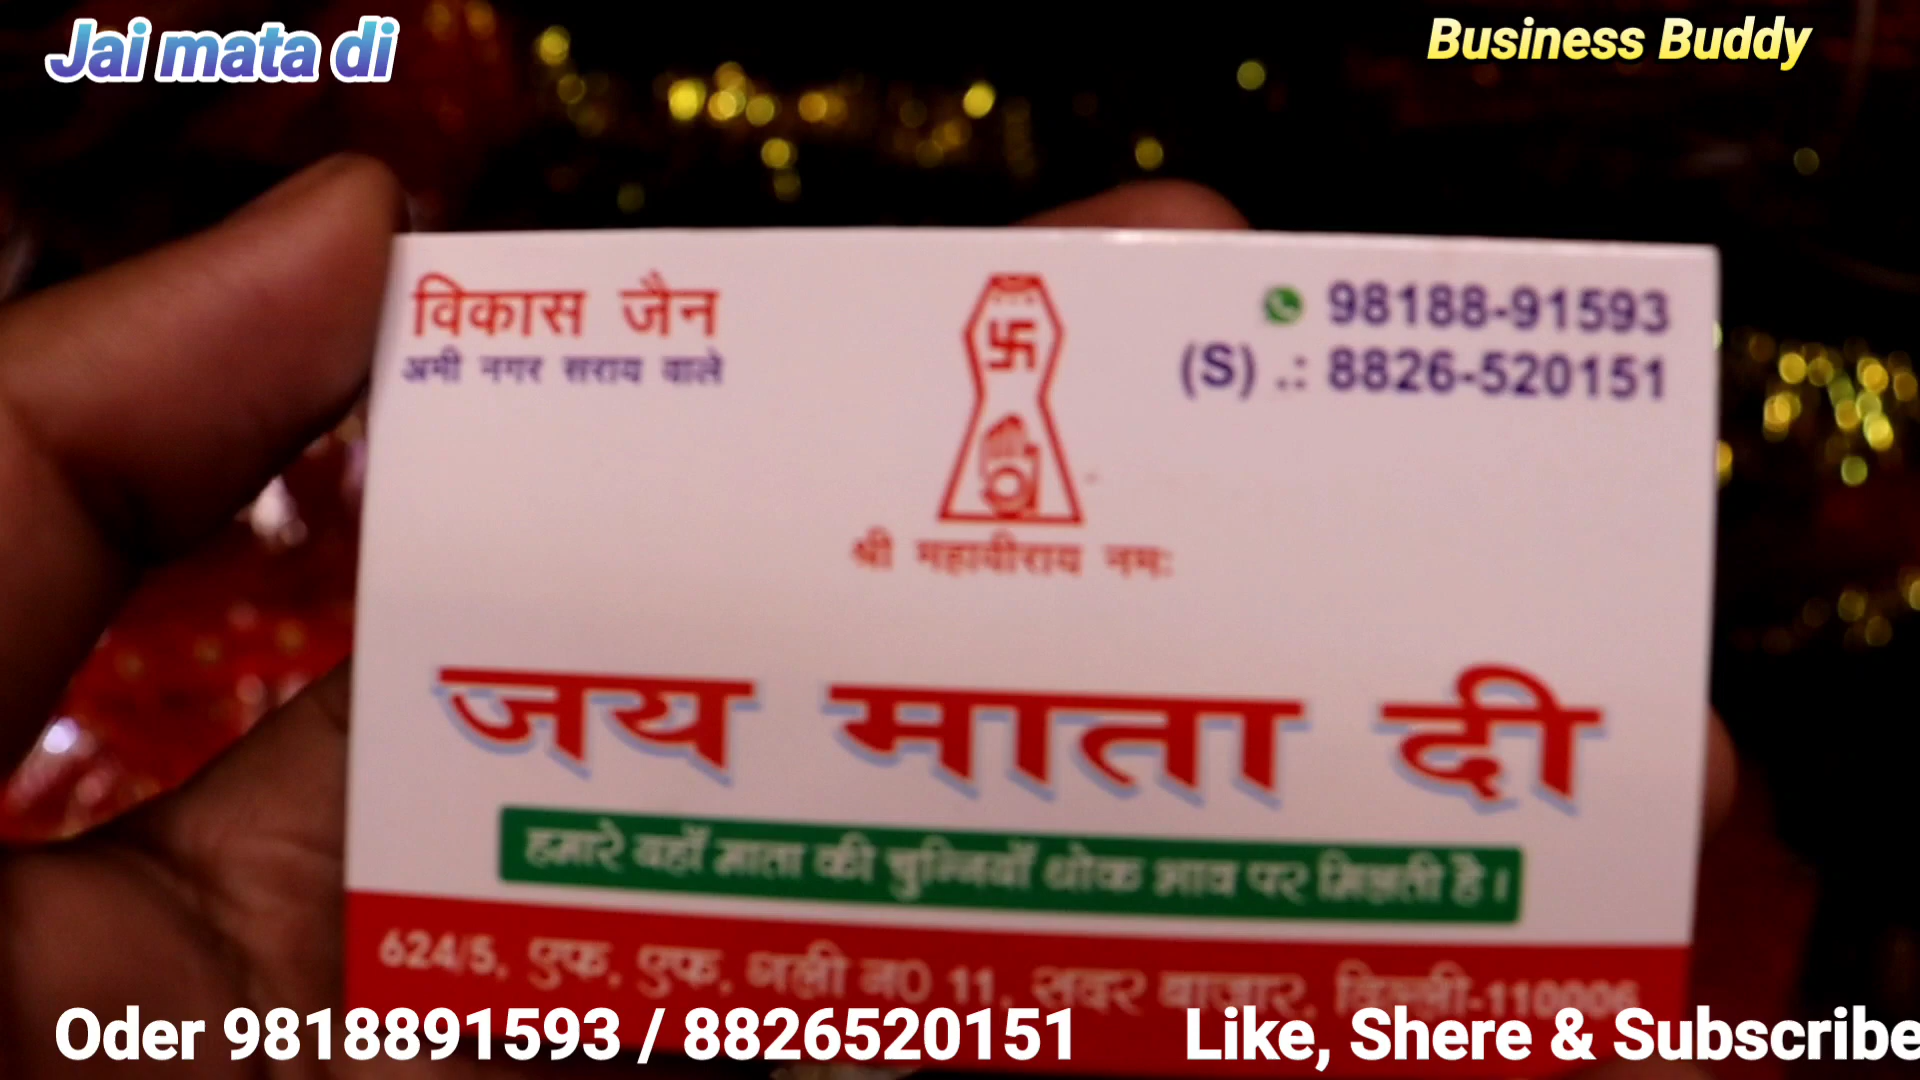 Jai mata di
Business Buddy
विकास जैन
अमी नगर सराय वाले
98188-91593
(S) .: 8826-520151
श्री महावीराय नमः
जय माता दी
हमारे यहाँ माता की चुन्नियाँ थोक भाव पर मिलती है।
624/5, एफ. एफ. गली न0 11, सदर बाजार, दिल्ली-110006
Oder 9818891593 / 8826520151
Like, Shere & Subscribe